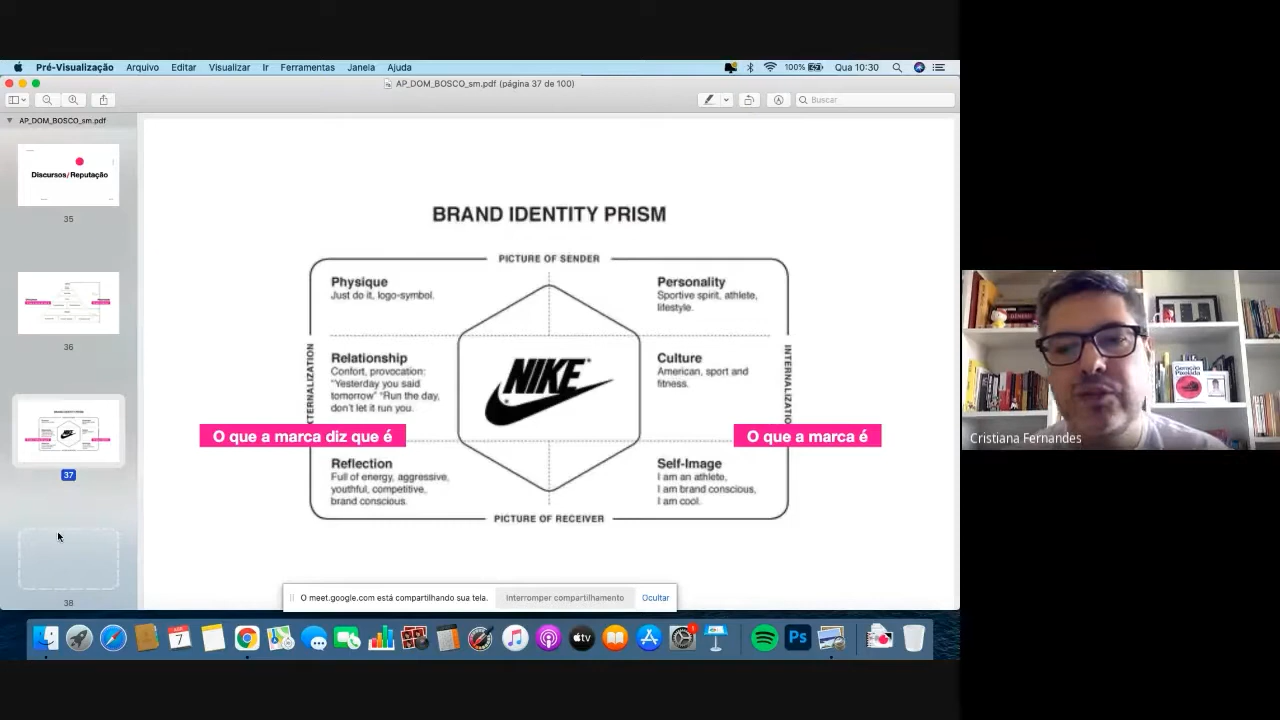 Pré-Visualização Arquivo Editar Visualizar Ir Ferramentas Janela Ajuda
100% Qua 10:30
AP_DOM_BOSCO_sm.pdf (página 37 de 100)
Buscar
AP_DOM_BOSCO_sm.pdf
Discursos/Reputação
35
36
37
38
BRAND IDENTITY PRISM
PICTURE OF SENDER
Physique
Just do it, logo-symbol.
Personality
Sportive spirit, athlete,
lifestyle.
Relationship
Confort, provocation:
"Yesterday you said
tomorrow" "Run the day,
don't let it run you.
NIKE
Culture
American, sport and
fitness.
O que a marca diz que é
O que a marca é
Reflection
Full of energy, aggressive,
youthful, competitive,
brand conscious.
Self-Image
I am an athlete,
I am brand conscious,
I am cool.
PICTURE OF RECEIVER
O meet.google.com está compartilhando sua tela. Interromper compartilhamento Ocultar
7
tv
1
Ps
Geração
Cristiana Fernandes